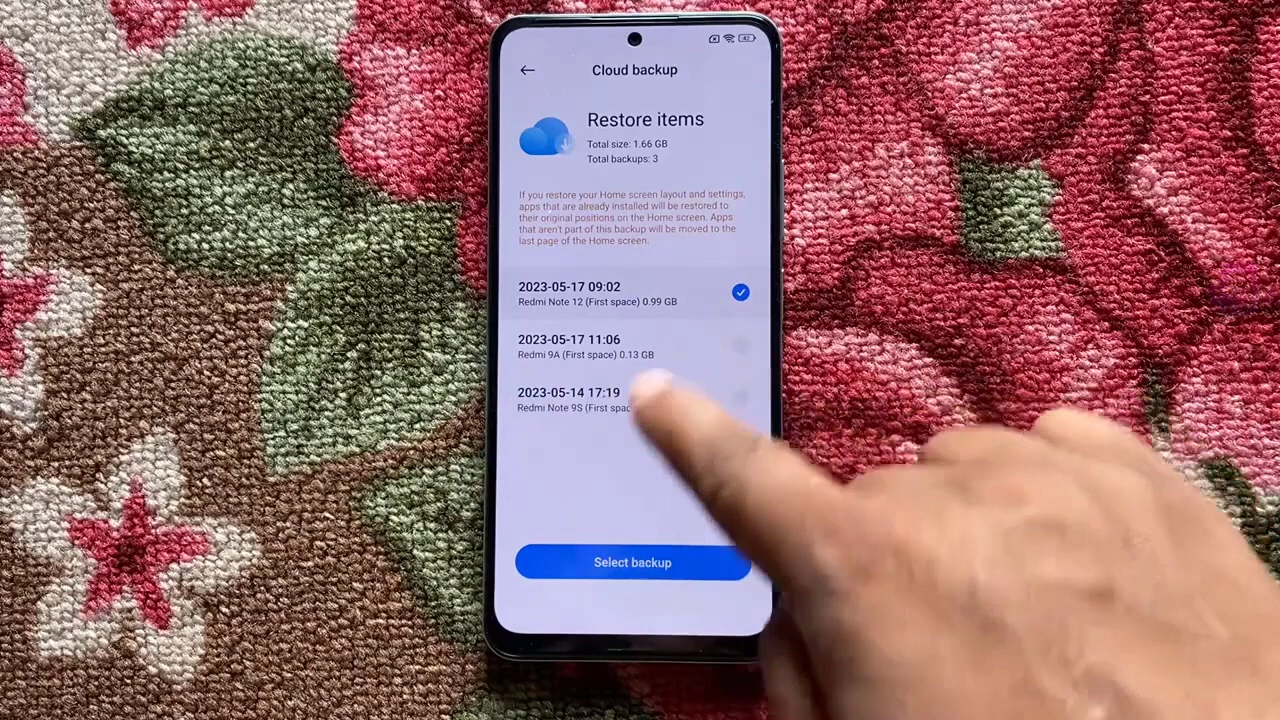 42
Cloud backup
Restore items
Total size: 1.66 GB
Total backups: 3
If you restore your Home screen layout and settings,
apps that are already installed will be restored to
their original positions on the Home screen. Apps
that aren't part of this backup will be moved to the
last page of the Home screen.
2023-05-17 09:02
Redmi Note 12 (First space) 0.99 GB
2023-05-17 11:06
Redmi 9A (First space) 0.13 GB
2023-05-14 17:19
Redmi Note 9S (First
Select backup